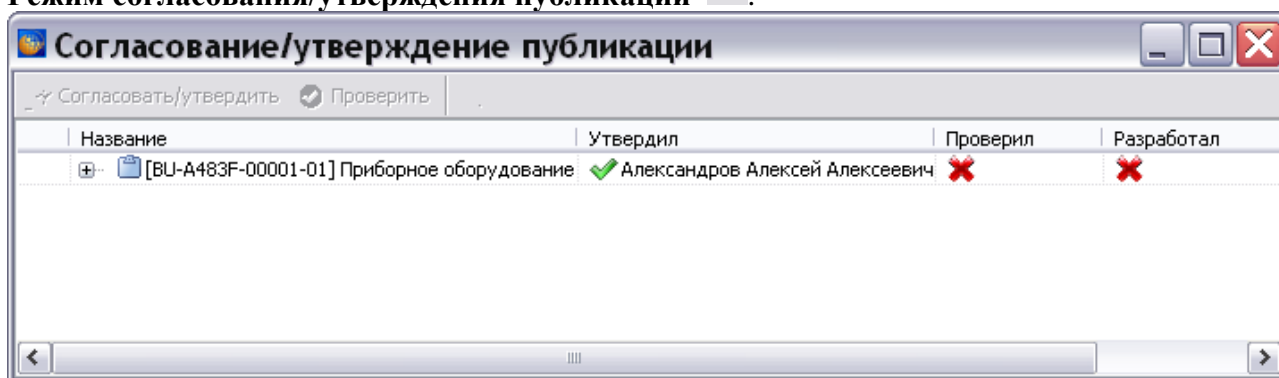 Режим согласования/утверждения публикации .
Согласование/утверждение публикации
Согласовать/утвердить Проверить
Название Утвердил Проверил Разработал
[BU-A483F-00001-01] Приборное оборудование Александров Алексей Алексеевич